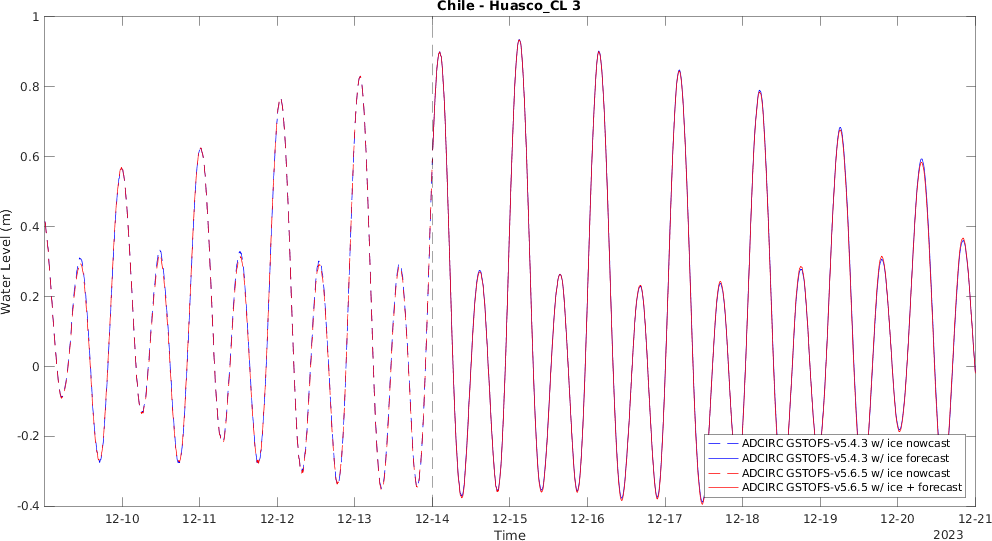 Chile - Huasco_CL 3
Water Level (m)
1
0.8
0.6
0.4
0.2
0
-0.2
-0.4
ADCIRC GSTOFS-v5.4.3 w/ ice nowcast
ADCIRC GSTOFS-v5.4.3 w/ ice forecast
ADCIRC GSTOFS-v5.6.5 w/ ice nowcast
ADCIRC GSTOFS-v5.6.5 w/ ice + forecast
12-10 12-11 12-12 12-13 12-14 12-15 12-16 12-17 12-18 12-19 12-20 12-21
Time
2023